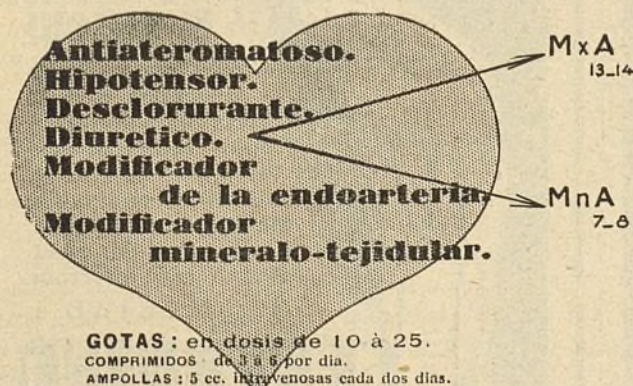 Antiateromatoso.
Hipotensor.
Desclorurante.
Diuretico.
Modificador
de la endoarteria.
Modificador
mineralo-tejidular.
MxA
13_14
MnA
7_8
GOTAS : en dosis de 10 à 25.
COMPRIMIDOS de 3 à 6 por dia.
AMPOLLAS : 5 cc. intravenosas cada dos dias.